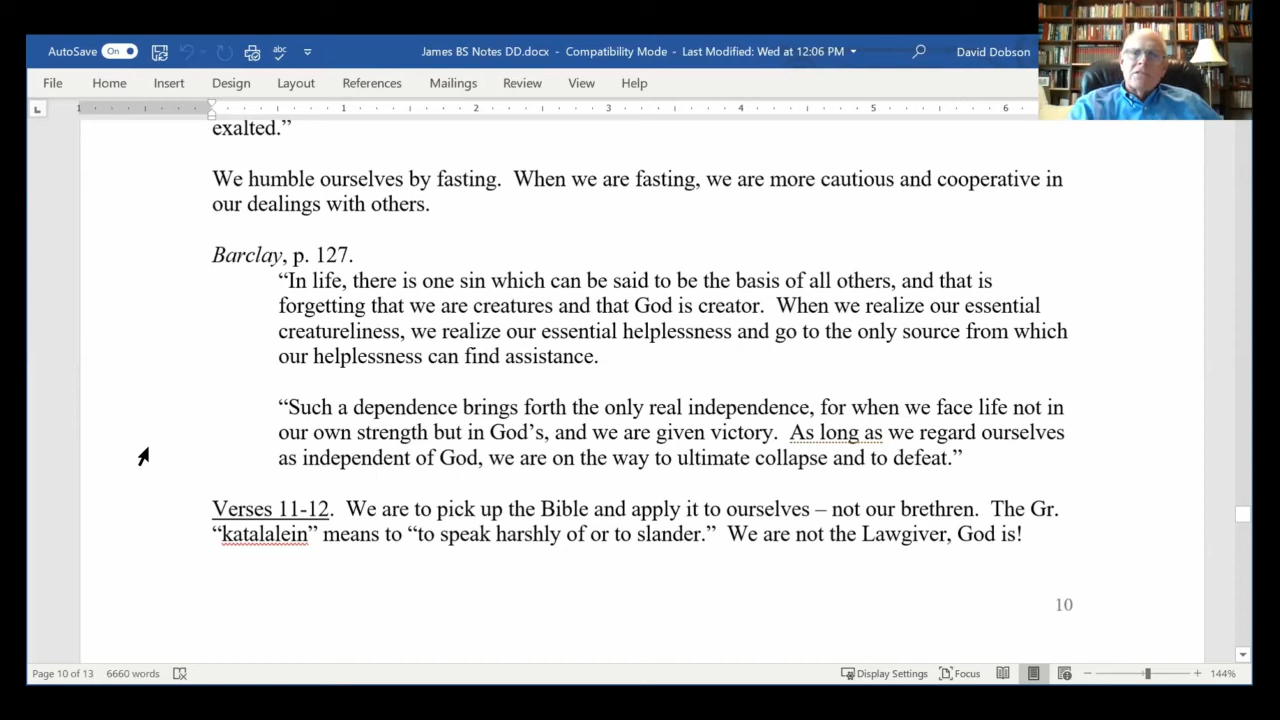 AutoSave On abc James BS Notes DD.docx - Compatibility Mode - Last Modified: Wed at 12:06 PM David Dobson
File Home Insert Design Layout References Mailings Review View Help
1 1 2 3 4 5 6
exalted.”
We humble ourselves by fasting. When we are fasting, we are more cautious and cooperative in
our dealings with others.
Barclay, p. 127.
“In life, there is one sin which can be said to be the basis of all others, and that is
forgetting that we are creatures and that God is creator. When we realize our essential
creatureliness, we realize our essential helplessness and go to the only source from which
our helplessness can find assistance.
“Such a dependence brings forth the only real independence, for when we face life not in
our own strength but in God’s, and we are given victory. As long as we regard ourselves
as independent of God, we are on the way to ultimate collapse and to defeat.”
Verses 11-12. We are to pick up the Bible and apply it to ourselves – not our brethren. The Gr.
“katalalein” means to “to speak harshly of or to slander.” We are not the Lawgiver, God is!
10
Page 10 of 13 6660 words Display Settings Focus 144%